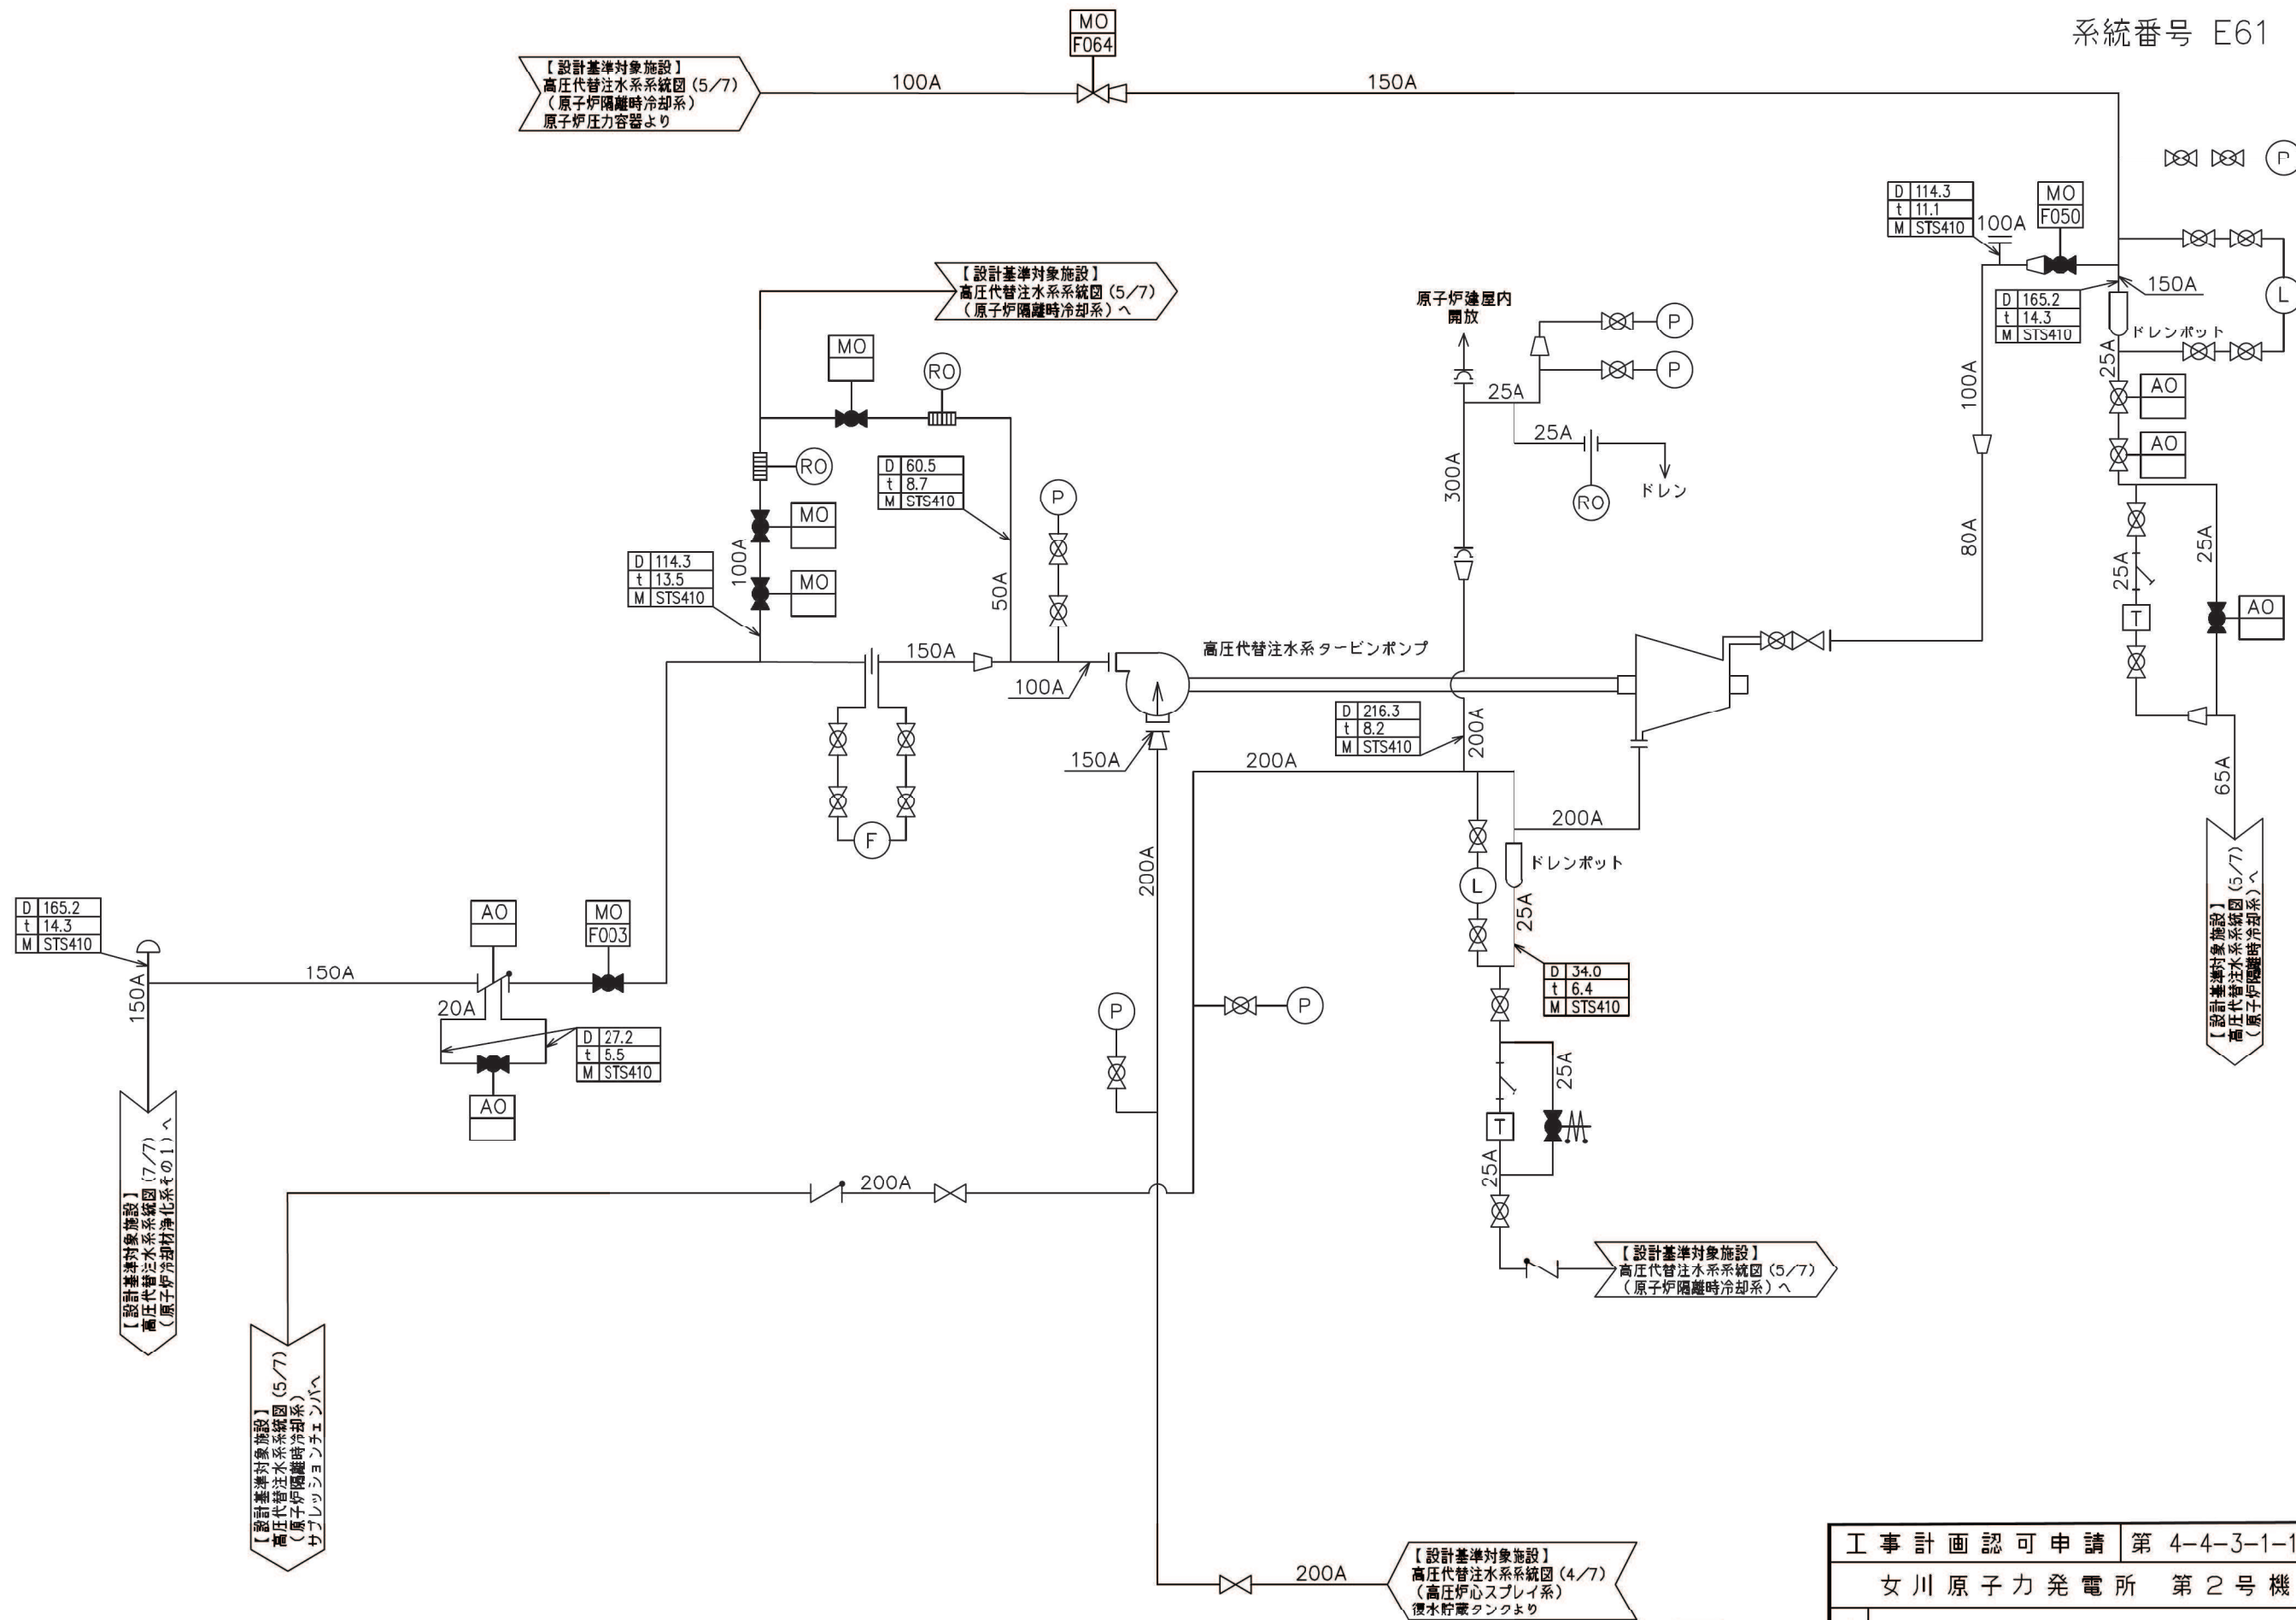 系統番号 E61
MO
F064
【設計基準対象施設】
高圧代替注水系系統図(5/7)
(原子炉隔離時冷却系)
原子炉圧力容器より
100A
150A
P
D 114.3
t 11.1
M STS410
100A
MO
F050
150A
L
D 165.2
t 14.3
M STS410
ドレンポット
25A
AO
AO
100A
80A
25A
25A
T
AO
65A
【設計基準対象施設】
高圧代替注水系系統図(5/7)
(原子炉隔離時冷却系)へ
【設計基準対象施設】
高圧代替注水系系統図(5/7)
(原子炉隔離時冷却系)へ
MO
RO
RO
D 60.5
t 8.7
M STS410
MO
100A
MO
D 114.3
t 13.5
M STS410
50A
P
150A
100A
F
原子炉建屋内
開放
P
P
25A
25A
RO
ドレン
300A
高圧代替注水系タービンポンプ
D 216.3
t 8.2
M STS410
200A
150A
200A
200A
200A
ドレンポット
L
25A
D 34.0
t 6.4
M STS410
25A
T
25A
【設計基準対象施設】
高圧代替注水系系統図(5/7)
(原子炉隔離時冷却系)へ
D 165.2
t 14.3
M STS410
150A
150A
AO
MO
F003
20A
D 27.2
t 5.5
M STS410
AO
P
P
200A
【設計基準対象施設】
高圧代替注水系系統図(7/7)
(原子炉冷却材浄化系その1)へ
【設計基準対象施設】
高圧代替注水系系統図(5/7)
(原子炉隔離時冷却系)
サプレッションチェンバへ
200A
【設計基準対象施設】
高圧代替注水系系統図(4/7)
(高圧炉心スプレイ系)
復水貯蔵タンクより
工事計画認可申請 第 4-4-3-1-1
女川原子力発電所 第2号機